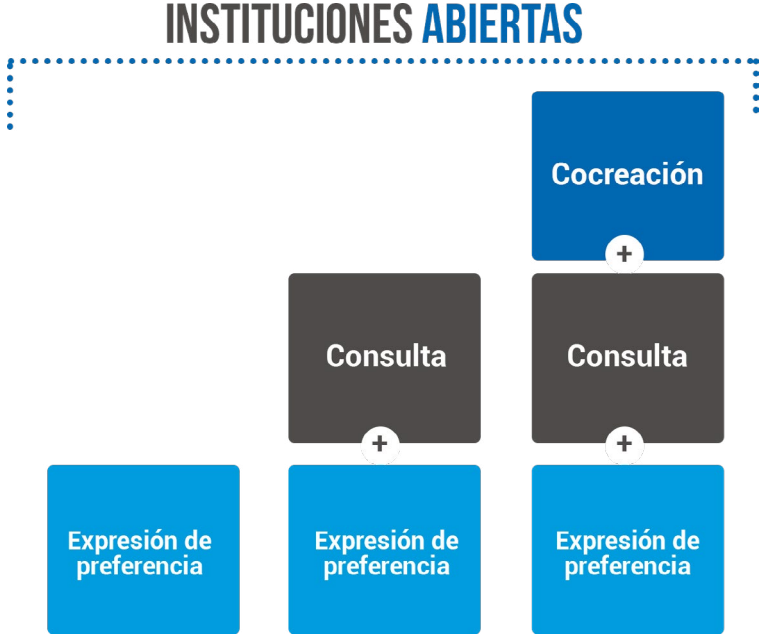 INSTITUCIONES ABIERTAS
Cocreación
+
Consulta
Consulta
+
+
Expresión de
preferencia
Expresión de
preferencia
Expresión de
preferencia